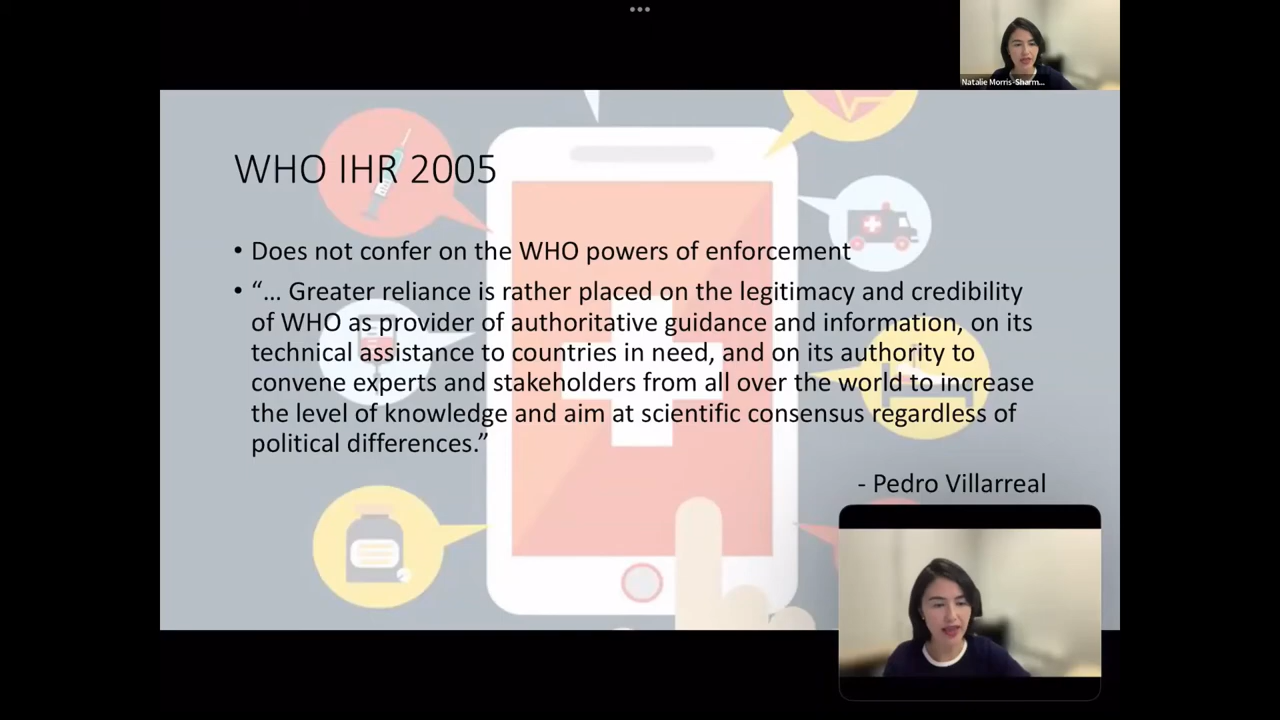 Natalie Morris-Sharm...
WHO IHR 2005
• Does not confer on the WHO powers of enforcement
• “… Greater reliance is rather placed on the legitimacy and credibility
of WHO as provider of authoritative guidance and information, on its
technical assistance to countries in need, and on its authority to
convene experts and stakeholders from all over the world to increase
the level of knowledge and aim at scientific consensus regardless of
political differences.”
- Pedro Villarreal